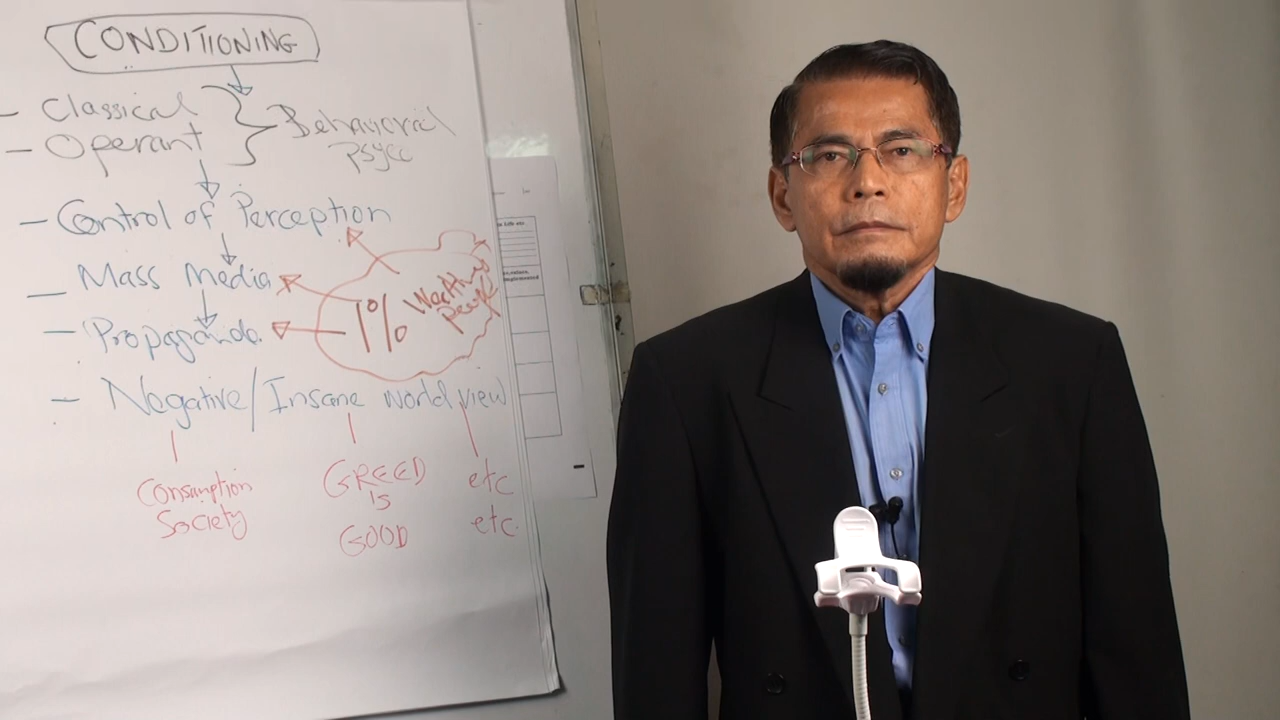 CONDITIONING
- Classical
- Operant
Behavioral
psyco
- Control of Perception
- Mass Media
- Propaganda.
1% Wealthy
people
- Negative/Insane world view
Consumption
Society
GREED
is
GOOD
etc
etc.